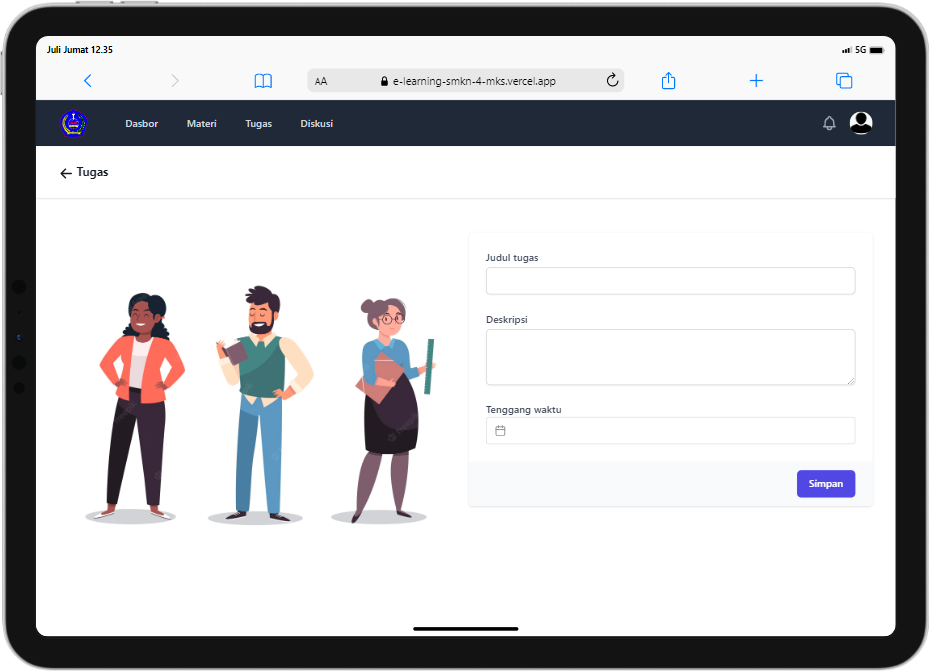 Juli Jumat 12.35
5G
AA
e-learning-smkn-4-mks.vercel.app
Dasbor
Materi
Tugas
Diskusi
Tugas
Judul tugas
Deskripsi
Tenggang waktu
Simpan